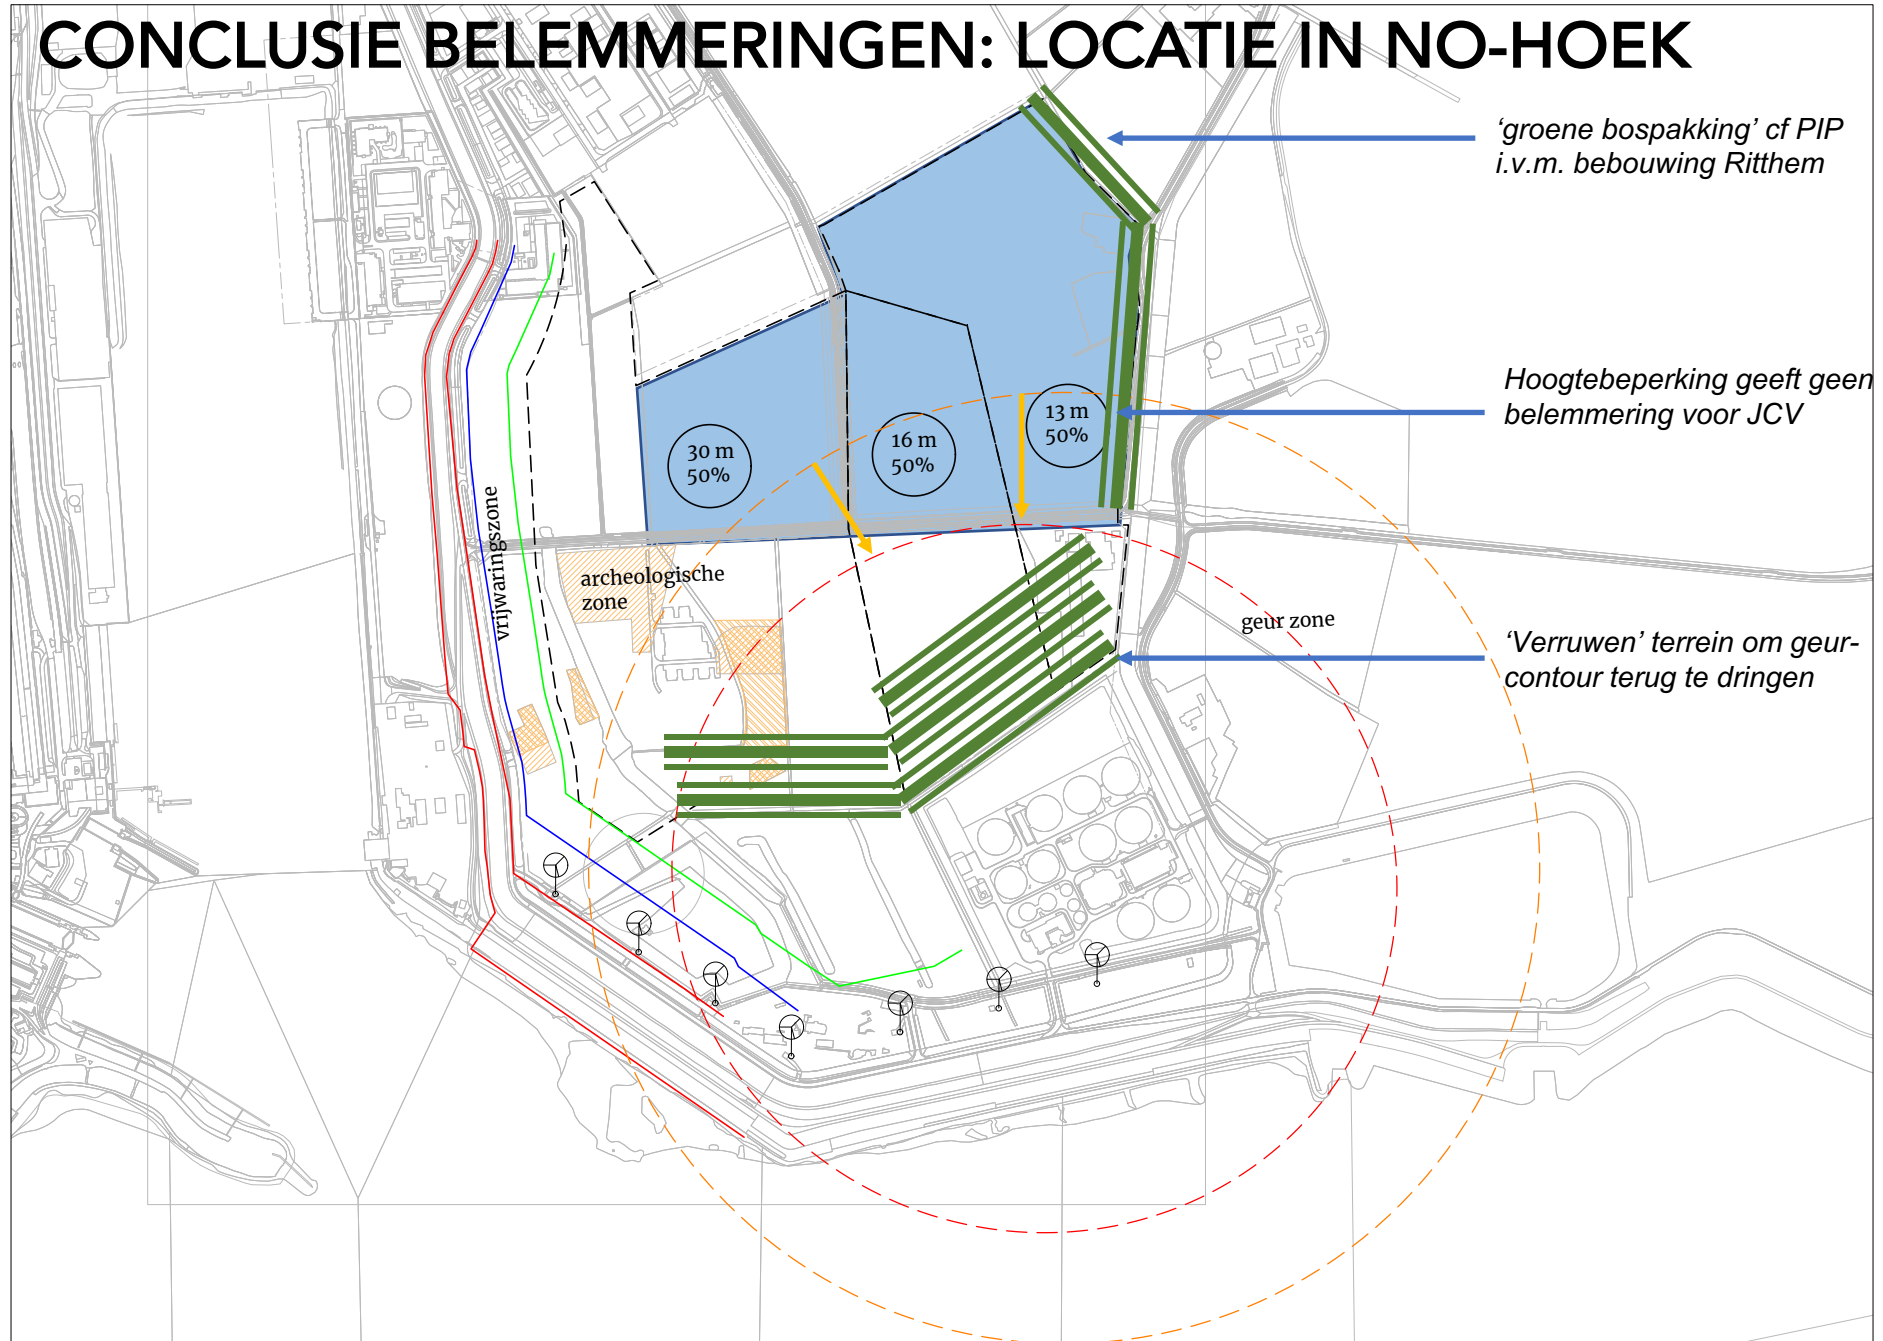 CONCLUSIE BELEMMERINGEN: LOCATIE IN NO-HOEK
‘groene bospakking’ cf PIP
i.v.m. bebouwing Ritthem
Hoogtebeperking geeft geen
belemmering voor JCV
13 m
50%
16 m
50%
30 m
50%
vrijwaringszone
archeologische
zone
geur zone
‘Verruwen’ terrein om geur-
contour terug te dringen